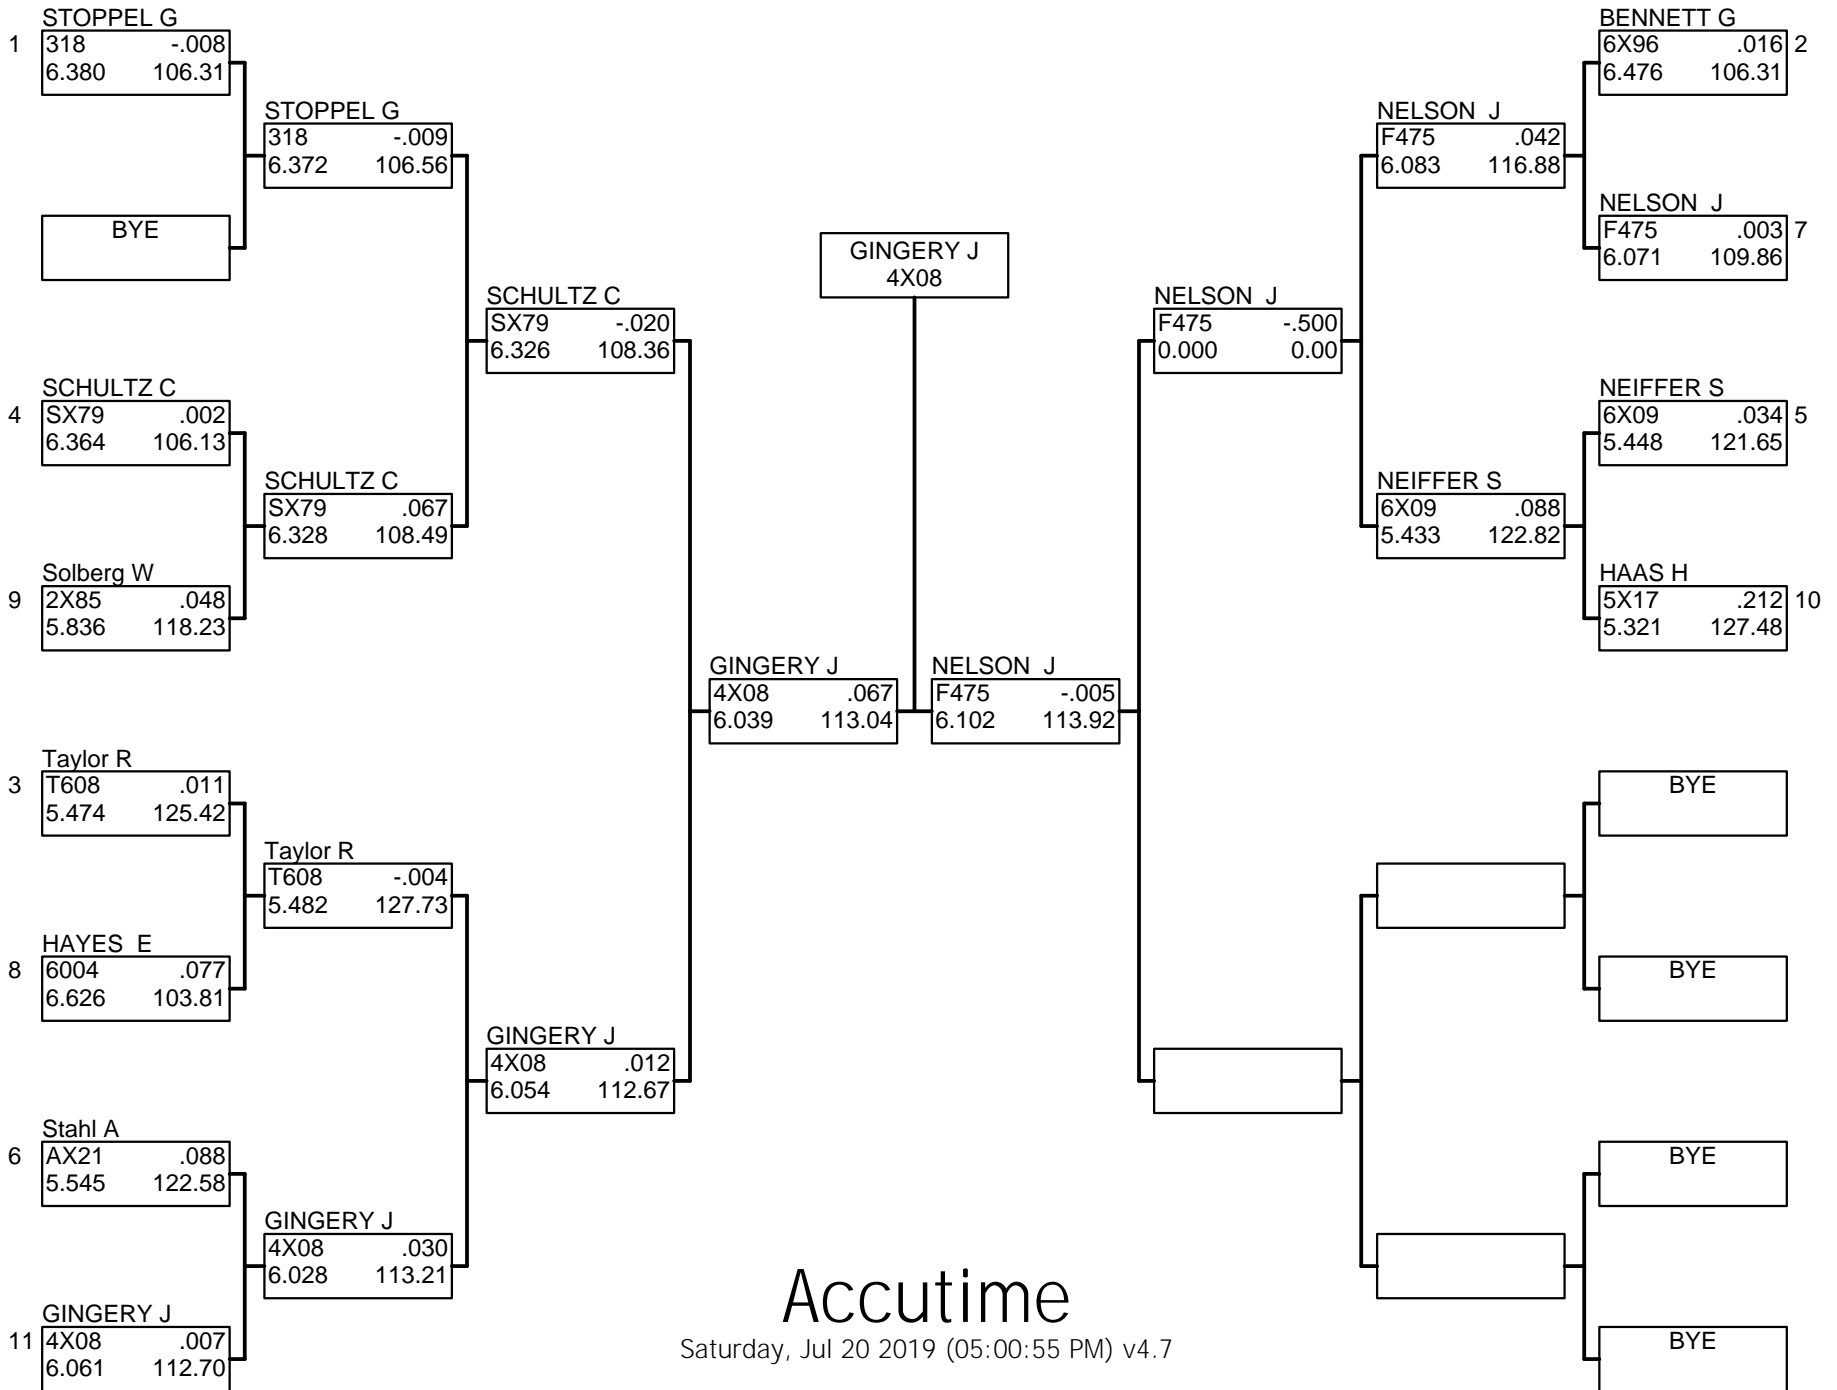 STOPPEL G
1 318 -.008
6.380 106.31
BYE
SCHULTZ C
4 SX79 .002
6.364 106.13
Solberg W
9 2X85 .048
5.836 118.23
Taylor R
3 T608 .011
5.474 125.42
HAYES E
8 6004 .077
6.626 103.81
Stahl A
6 AX21 .088
5.545 122.58
GINGERY J
11 4X08 .007
6.061 112.70
STOPPEL G
318 -.009
6.372 106.56
SCHULTZ C
SX79 .067
6.328 108.49
Taylor R
T608 -.004
5.482 127.73
GINGERY J
4X08 .030
6.028 113.21
SCHULTZ C
SX79 -.020
6.326 108.36
GINGERY J
4X08 .012
6.054 112.67
GINGERY J
4X08 .067
6.039 113.04
GINGERY J
4X08
NELSON J
F475 -.005
6.102 113.92
NELSON J
F475 -.500
0.000 0.00
NELSON J
F475 .042
6.083 116.88
NEIFFER S
6X09 .088
5.433 122.82
BENNETT G
6X96 .016 2
6.476 106.31
NELSON J
F475 .003 7
6.071 109.86
NEIFFER S
6X09 .034 5
5.448 121.65
HAAS H
5X17 .212 10
5.321 127.48
BYE
BYE
BYE
BYE
Accutime
Saturday, Jul 20 2019 (05:00:55 PM) v4.7